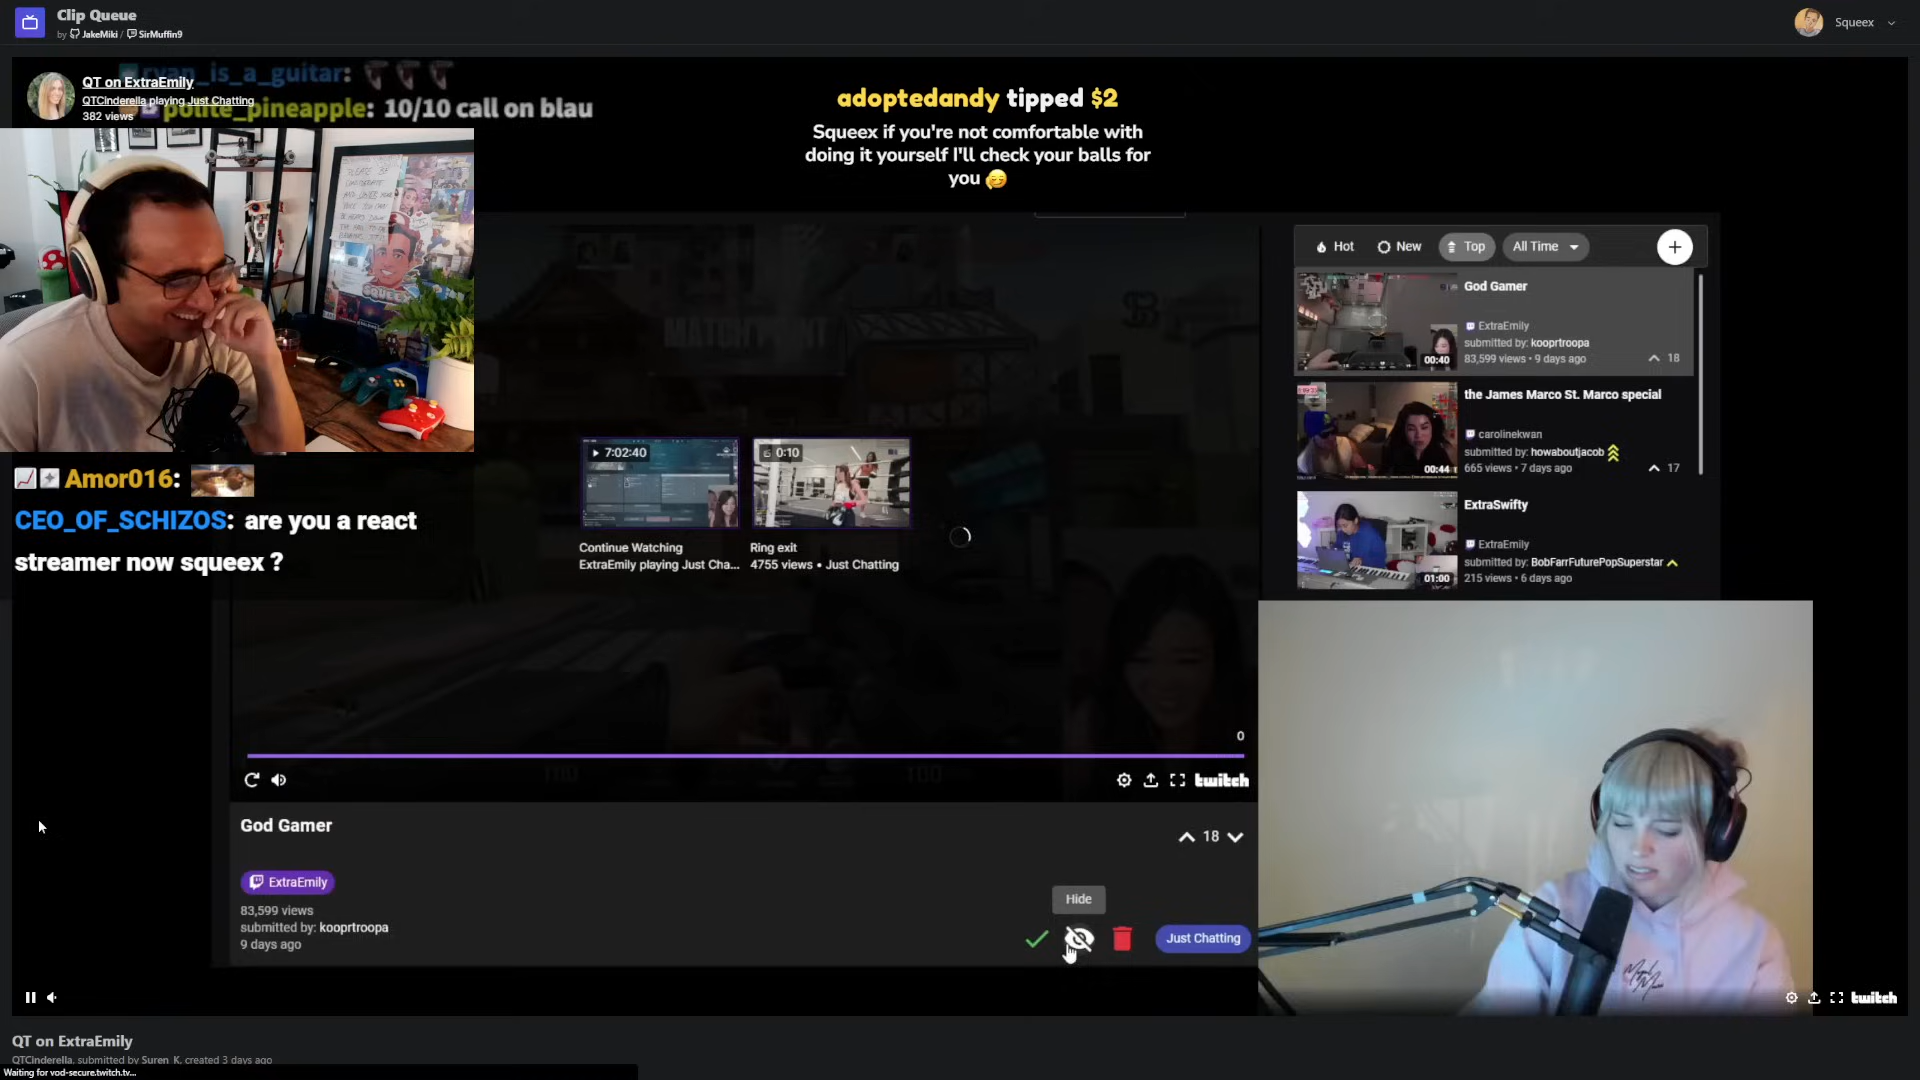 Clip Queue
by JakeMiki / SirMuffin9
Squeex
ryan_is_a_guitar:
QT on ExtraEmily
QTCinderella playing Just Chatting
polite_pineapple: 10/10 call on blau
382 views
adoptedandy tipped $2
Squeex if you're not comfortable with
doing it yourself I'll check your balls for
you
SQUEEX
Amor016:
CEO_OF_SCHIZOS: are you a react
streamer now squeex ?
MATCH POINT
7:02:40
0:10
Continue Watching
ExtraEmily playing Just Cha...
Ring exit
4755 views • Just Chatting
0
twitch
God Gamer
18
ExtraEmily
83,599 views
submitted by: kooprtroopa
9 days ago
Hide
Just Chatting
Hot
New
Top
All Time
God Gamer
ExtraEmily
submitted by: kooprtroopa
83,599 views • 9 days ago
18
00:40
the James Marco St. Marco special
carolinekwan
submitted by: howaboutjacob
665 views • 7 days ago
17
00:44
ExtraSwifty
ExtraEmily
submitted by: BobFarrFuturePopSuperstar
215 views • 6 days ago
01:00
twitch
QT on ExtraEmily
QTCinderella, submitted by Suren_K, created 3 days ago
Waiting for vod-secure.twitch.tv...